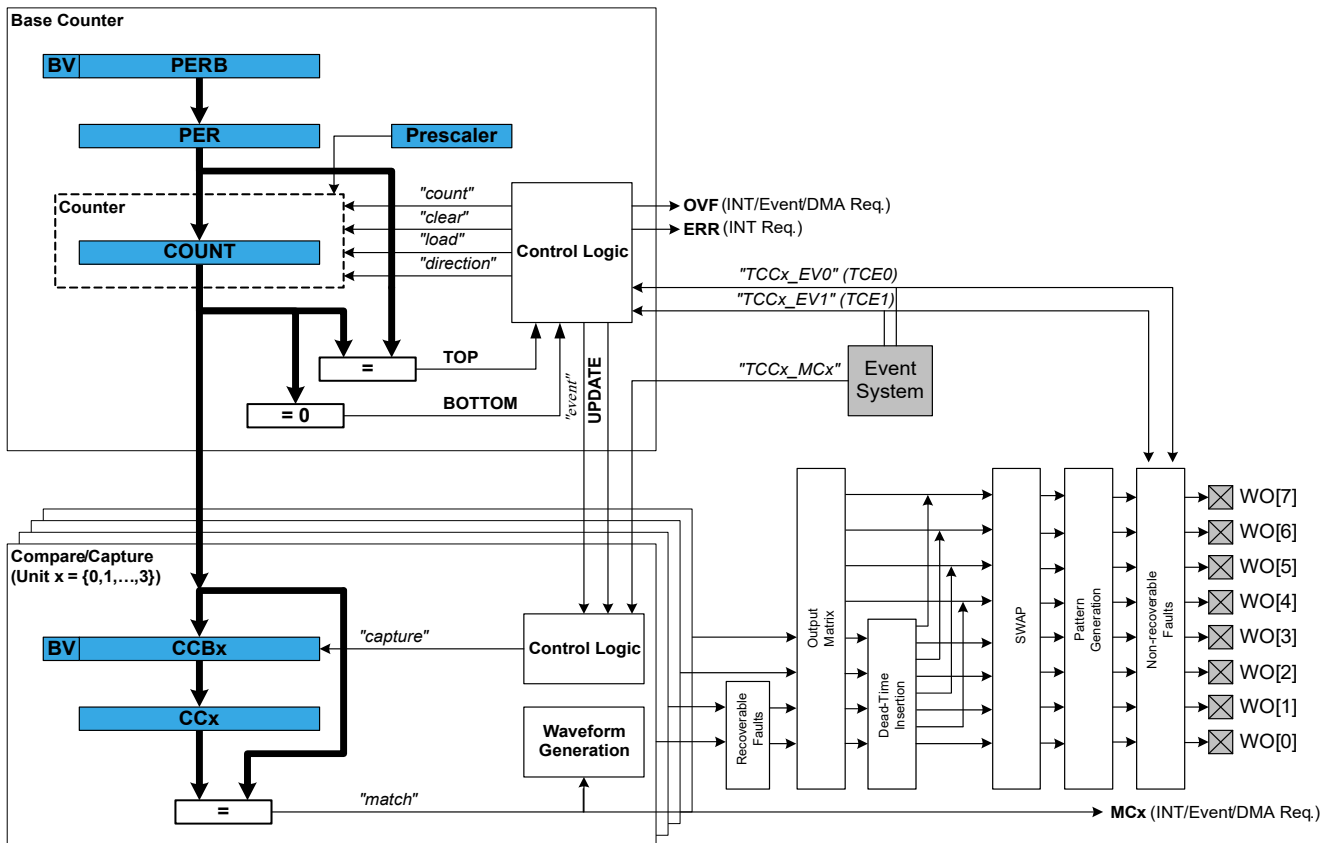 Base Counter
BV PERB
PER
Prescaler
Counter
COUNT
"count"
"clear"
"load"
"direction"
Control Logic
OVF (INT/Event/DMA Req.)
ERR (INT Req.)
"TCCx_EV0" (TCE0)
"TCCx_EV1" (TCE1)
"TCCx_MCx"
Event
System
=
TOP
= 0
BOTTOM
"event"
UPDATE
Compare/Capture
(Unit x = {0,1,…,3})
BV CCBx
CCx
"capture"
Control Logic
Waveform
Generation
=
"match"
Recoverable
Faults
Output
Matrix
Dead-Time
Insertion
SWAP
Pattern
Generation
Non-recoverable
Faults
WO[7]
WO[6]
WO[5]
WO[4]
WO[3]
WO[2]
WO[1]
WO[0]
MCx (INT/Event/DMA Req.)